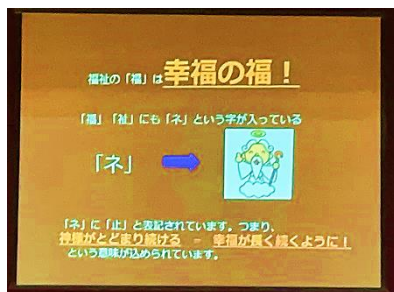 福祉の「福」は幸福の福！
「福」「祉」にも「ネ」という字が入っている
「ネ」
「ネ」に「止」と表記されています。つまり、
神様がとどまり続ける － 幸福が長く続くように！
という意味が込められています。